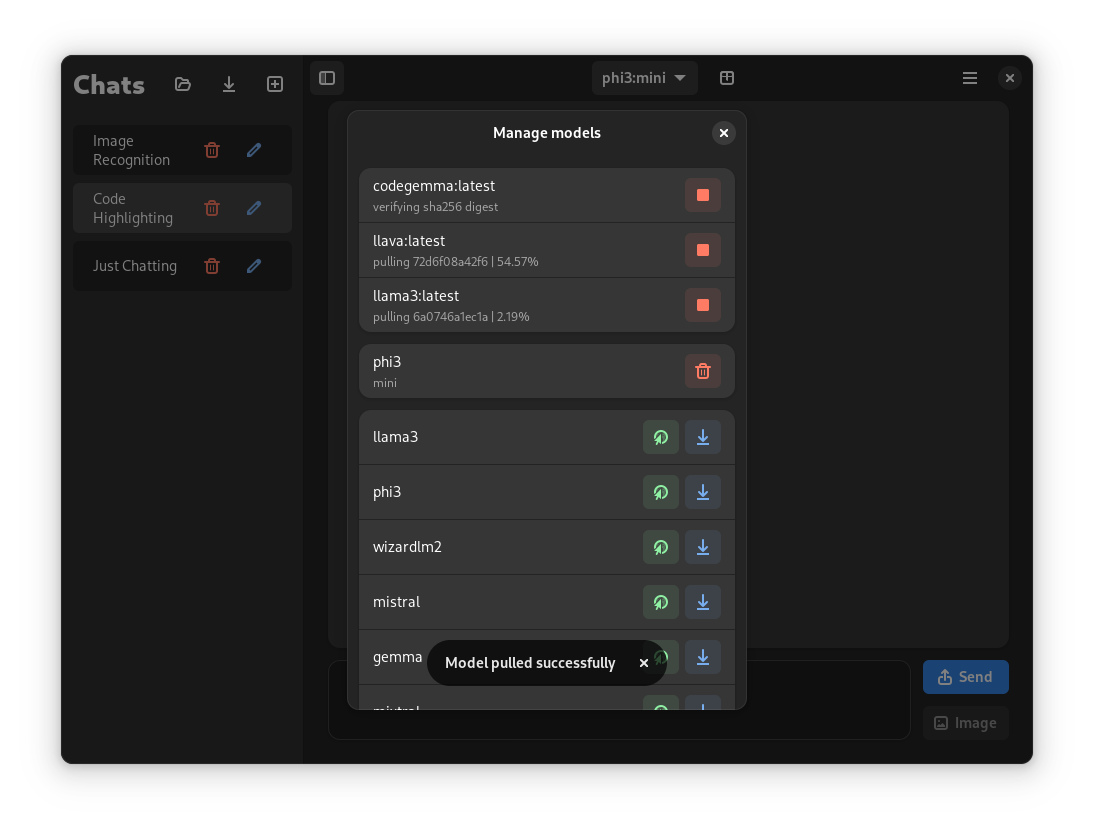 Chats
phi3:mini
Image
Recognition
Code
Highlighting
Just Chatting
Manage models
codegemma:latest
verifying sha256 digest
llava:latest
pulling 72d6f08a42f6 | 54.57%
llama3:latest
pulling 6a0746a1ec1a | 2.19%
phi3
mini
llama3
phi3
wizardlm2
mistral
gemma
Model pulled successfully
Send
Image